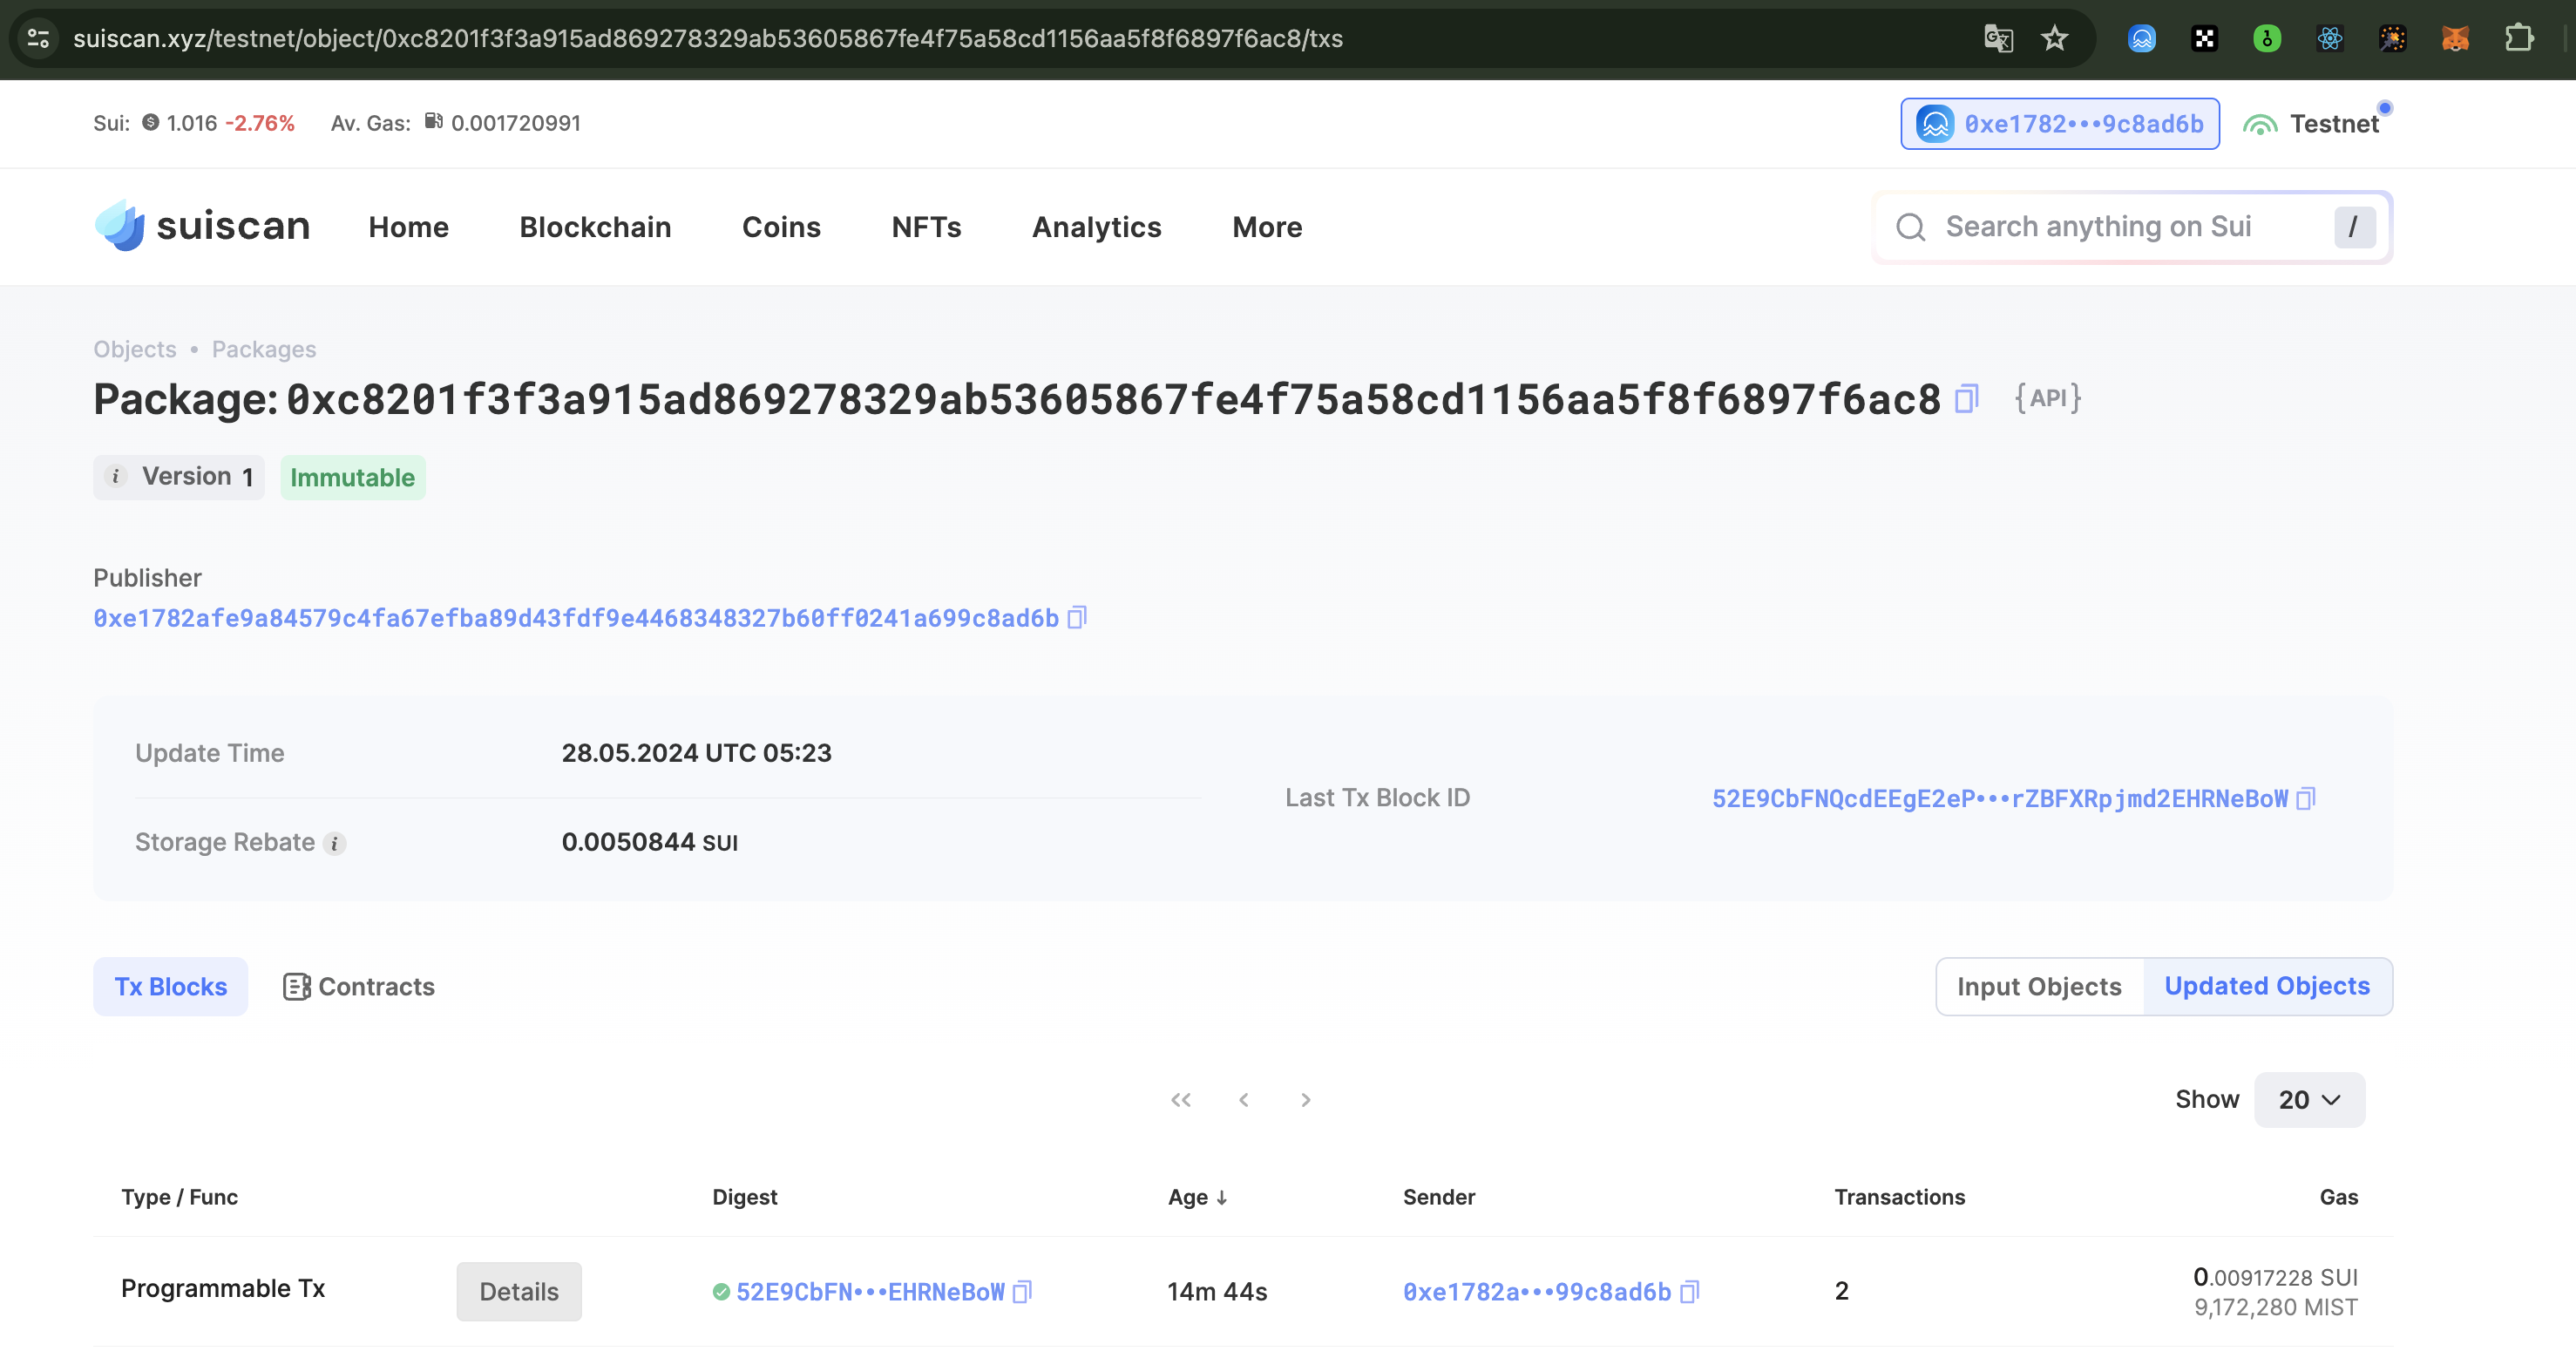 suiscan.xyz/testnet/object/0xc8201f3f3a915ad869278329ab53605867fe4f75a58cd1156aa5f8f6897f6ac8/txs
Sui: 1.016 -2.76% Av. Gas: 0.001720991
0xe1782•••9c8ad6b Testnet
suiscan Home Blockchain Coins NFTs Analytics More
Search anything on Sui /
Objects • Packages
Package: 0xc8201f3f3a915ad869278329ab53605867fe4f75a58cd1156aa5f8f6897f6ac8 {API}
i Version 1 Immutable
Publisher
0xe1782afe9a84579c4fa67efba89d43fdf9e4468348327b60ff0241a699c8ad6b
Update Time 28.05.2024 UTC 05:23
Last Tx Block ID 52E9CbFNQcdEEgE2eP•••rZBFXRpjmd2EHRNeBoW
Storage Rebate i 0.0050844 SUI
Tx Blocks Contracts Input Objects Updated Objects
Show 20
Type / Func Digest Age ↓ Sender Transactions Gas
Programmable Tx Details 52E9CbFN•••EHRNeBoW 14m 44s 0xe1782a•••99c8ad6b 2 0.00917228 SUI
9,172,280 MIST